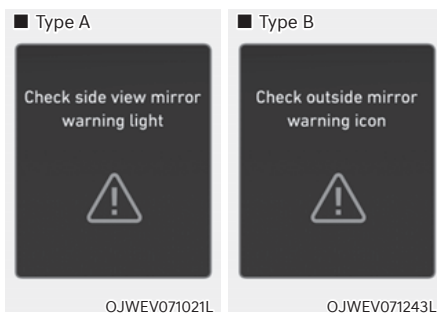 ■ Type A
Check side view mirror
warning light
OJWEV071021L
■ Type B
Check outside mirror
warning icon
OJWEV071243L